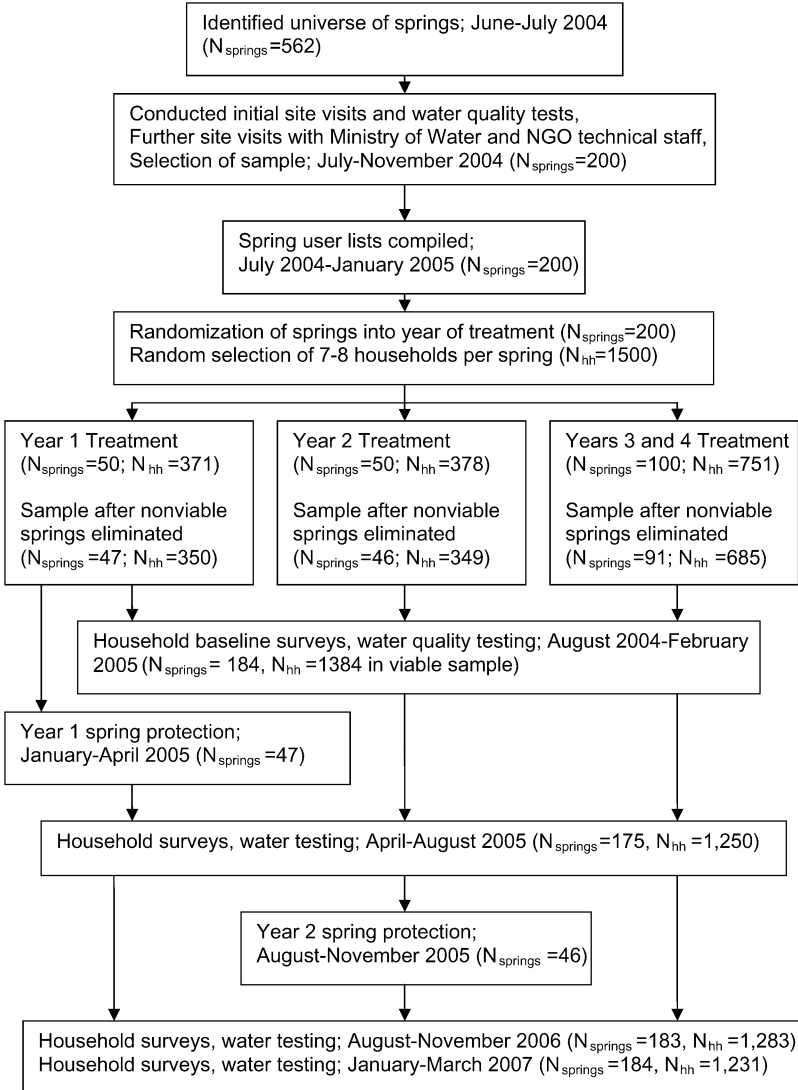 Identified universe of springs; June-July 2004
(Nsprings=562)
Conducted initial site visits and water quality tests,
Further site visits with Ministry of Water and NGO technical staff,
Selection of sample; July-November 2004 (Nsprings=200)
Spring user lists compiled;
July 2004-January 2005 (Nsprings=200)
Randomization of springs into year of treatment (Nsprings=200)
Random selection of 7-8 households per spring (Nhh=1500)
Year 1 Treatment
(Nsprings=50; Nhh=371)
Sample after nonviable
springs eliminated
(Nsprings=47; Nhh=350)
Year 2 Treatment
(Nsprings=50; Nhh=378)
Sample after nonviable
springs eliminated
(Nsprings=46; Nhh=349)
Years 3 and 4 Treatment
(Nsprings=100; Nhh=751)
Sample after nonviable
springs eliminated
(Nsprings=91; Nhh =685)
Household baseline surveys, water quality testing; August 2004-February
2005 (Nsprings= 184, Nhh=1384 in viable sample)
Year 1 spring protection;
January-April 2005 (Nsprings =47)
Household surveys, water testing; April-August 2005 (Nsprings=175, Nhh =1,250)
Year 2 spring protection;
August-November 2005 (Nsprings =46)
Household surveys, water testing; August-November 2006 (Nsprings=183, Nhh=1,283)
Household surveys, water testing; January-March 2007 (Nsprings=184, Nhh=1,231)